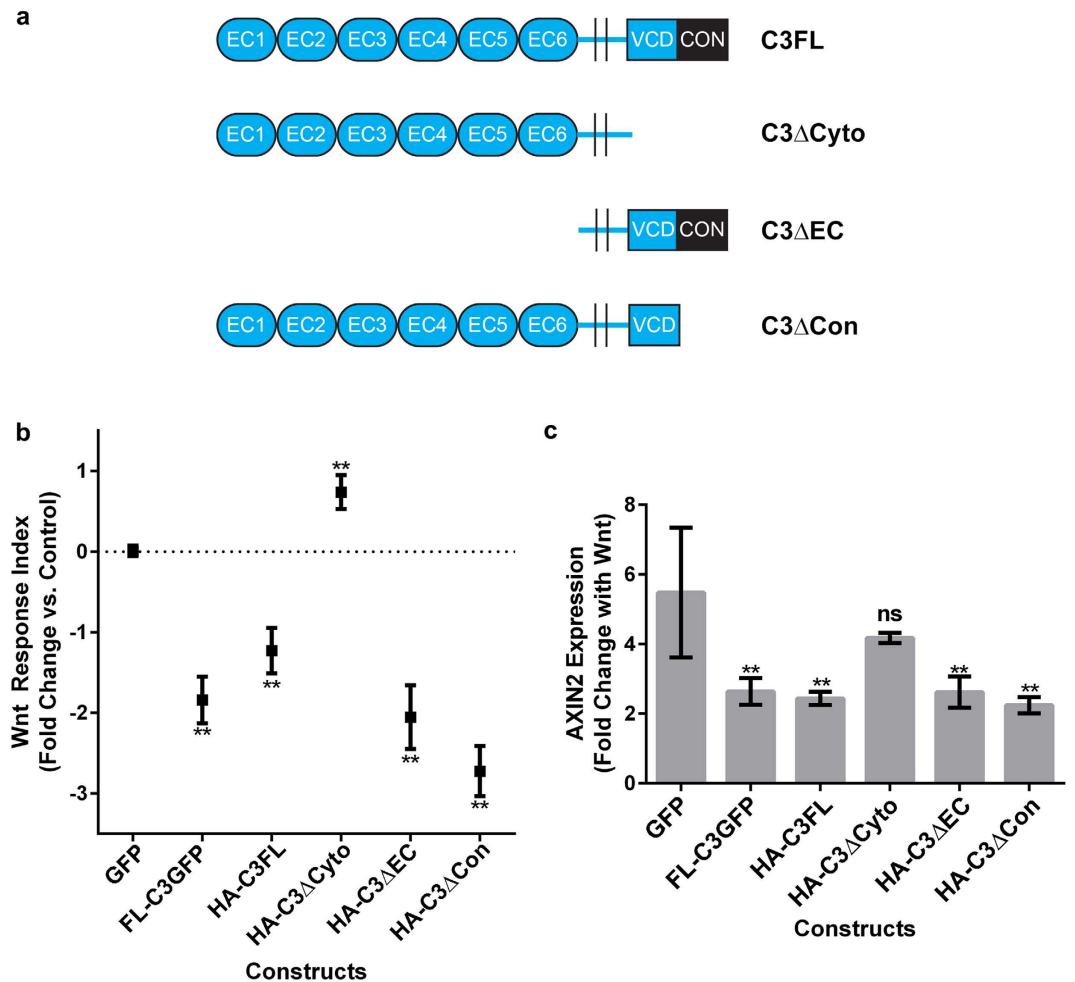 a
EC1 EC2 EC3 EC4 EC5 EC6 VCD CON C3FL
EC1 EC2 EC3 EC4 EC5 EC6 C3ΔCyto
VCD CON C3ΔEC
EC1 EC2 EC3 EC4 EC5 EC6 VCD C3ΔCon
b
Wnt Response Index
(Fold Change vs. Control)
1
0
-1
-2
-3
**
**
**
**
**
GFP
FL-C3GFP
HA-C3FL
HA-C3ΔCyto
HA-C3ΔEC
HA-C3ΔCon
Constructs
c
AXIN2 Expression
(Fold Change with Wnt)
8
6
4
2
0
**
**
ns
**
**
GFP
FL-C3GFP
HA-C3FL
HA-C3ΔCyto
HA-C3ΔEC
HA-C3ΔCon
Constructs